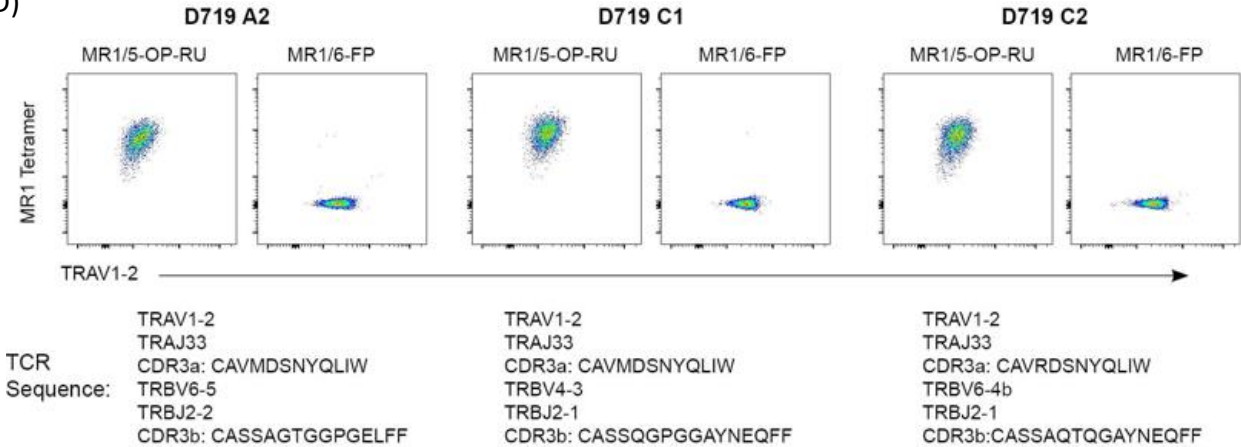 D719 A2 D719 C1 D719 C2
MR1/5-OP-RU MR1/6-FP MR1/5-OP-RU MR1/6-FP MR1/5-OP-RU MR1/6-FP
MR1 Tetramer
TRAV1-2
TCR
Sequence:
TRAV1-2
TRAJ33
CDR3a: CAVMDSNYQLIW
TRBV6-5
TRBJ2-2
CDR3b: CASSAGTGGPGELFF
TRAV1-2
TRAJ33
CDR3a: CAVMDSNYQLIW
TRBV4-3
TRBJ2-1
CDR3b: CASSQGPGGAYNEQFF
TRAV1-2
TRAJ33
CDR3a: CAVRDSNYQLIW
TRBV6-4b
TRBJ2-1
CDR3b:CASSAQTQGAYNEQFF